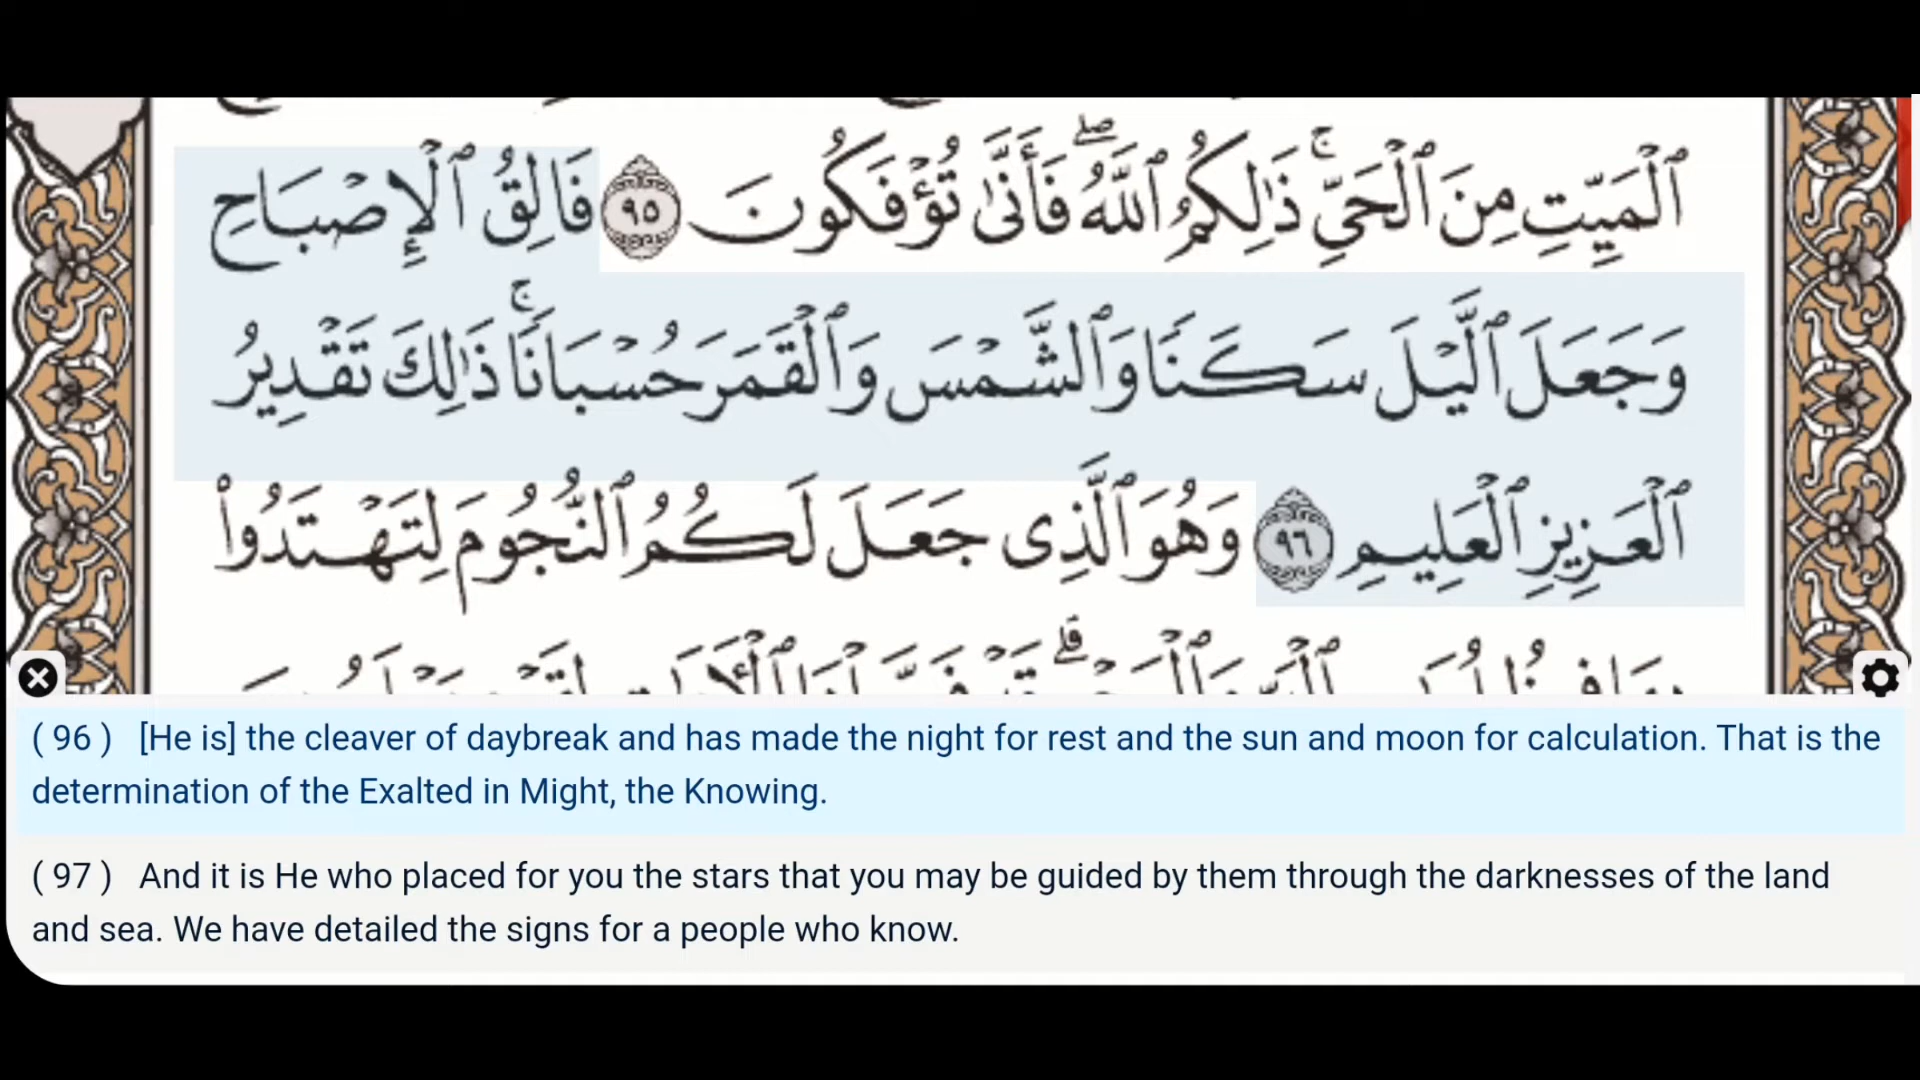 ٱلْمَيِّتِ مِنَ ٱلْحَيِّ ۚ ذَٰلِكُمُ ٱللَّهُ ۖ فَأَنَّىٰ تُؤْفَكُونَ ٩٥ فَالِقُ ٱلْإِصْبَاحِ
وَجَعَلَ ٱلَّيْلَ سَكَنًا وَٱلشَّمْسَ وَٱلْقَمَرَ حُسْبَانًا ۚ ذَٰلِكَ تَقْدِيرُ
ٱلْعَزِيزِ ٱلْعَلِيمِ ٩٦ وَهُوَ ٱلَّذِى جَعَلَ لَكُمُ ٱلنُّجُومَ لِتَهْتَدُوا۟
( 96 ) [He is] the cleaver of daybreak and has made the night for rest and the sun and moon for calculation. That is the
determination of the Exalted in Might, the Knowing.
( 97 ) And it is He who placed for you the stars that you may be guided by them through the darknesses of the land
and sea. We have detailed the signs for a people who know.